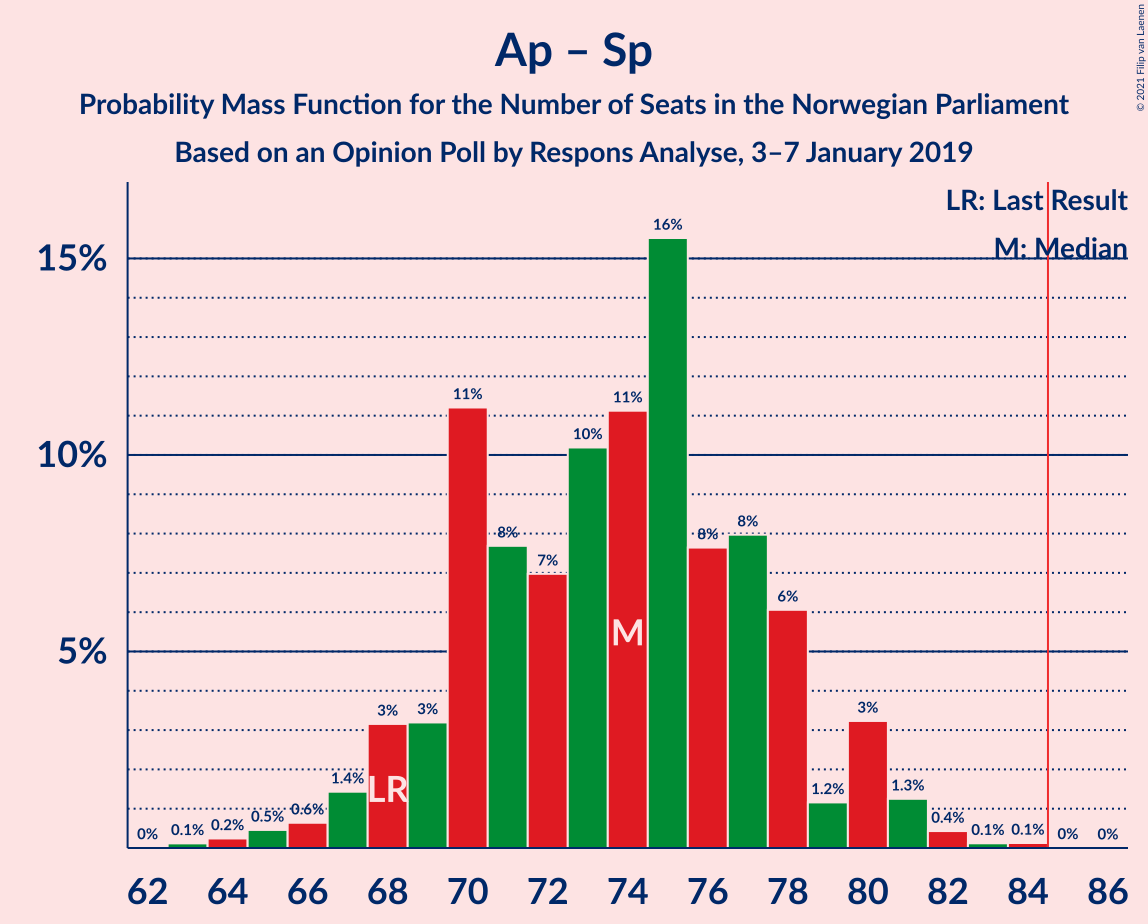 Ap – Sp
Probability Mass Function for the Number of Seats in the Norwegian Parliament
Based on an Opinion Poll by Respons Analyse, 3–7 January 2019
© 2021 Filip van Laenen
LR: Last Result
M: Median
15%
10%
5%
0% 0.1% 0.2% 0.5% 0.6% 1.4% 3% 3% 11% 8% 7% 10% 11% 16% 8% 8% 6% 1.2% 3% 1.3% 0.4% 0.1% 0.1% 0% 0%
LR M
62 64 66 68 70 72 74 76 78 80 82 84 86